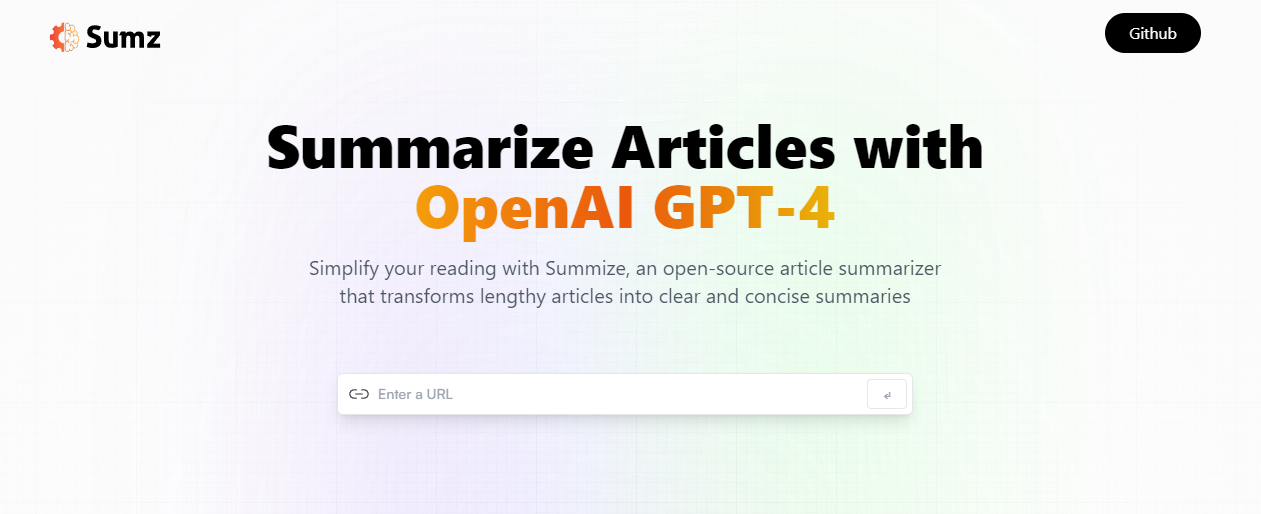 Sumz
Github
Summarize Articles with
OpenAI GPT-4
Simplify your reading with Summize, an open-source article summarizer
that transforms lengthy articles into clear and concise summaries
Enter a URL
↵